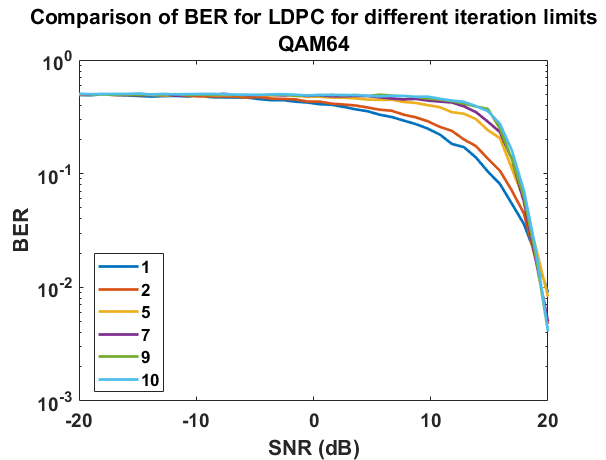 Comparison of BER for LDPC for different iteration limits
QAM64
10^0
10^-1
10^-2
10^-3
BER
1
2
5
7
9
10
-20 -10 0 10 20
SNR (dB)